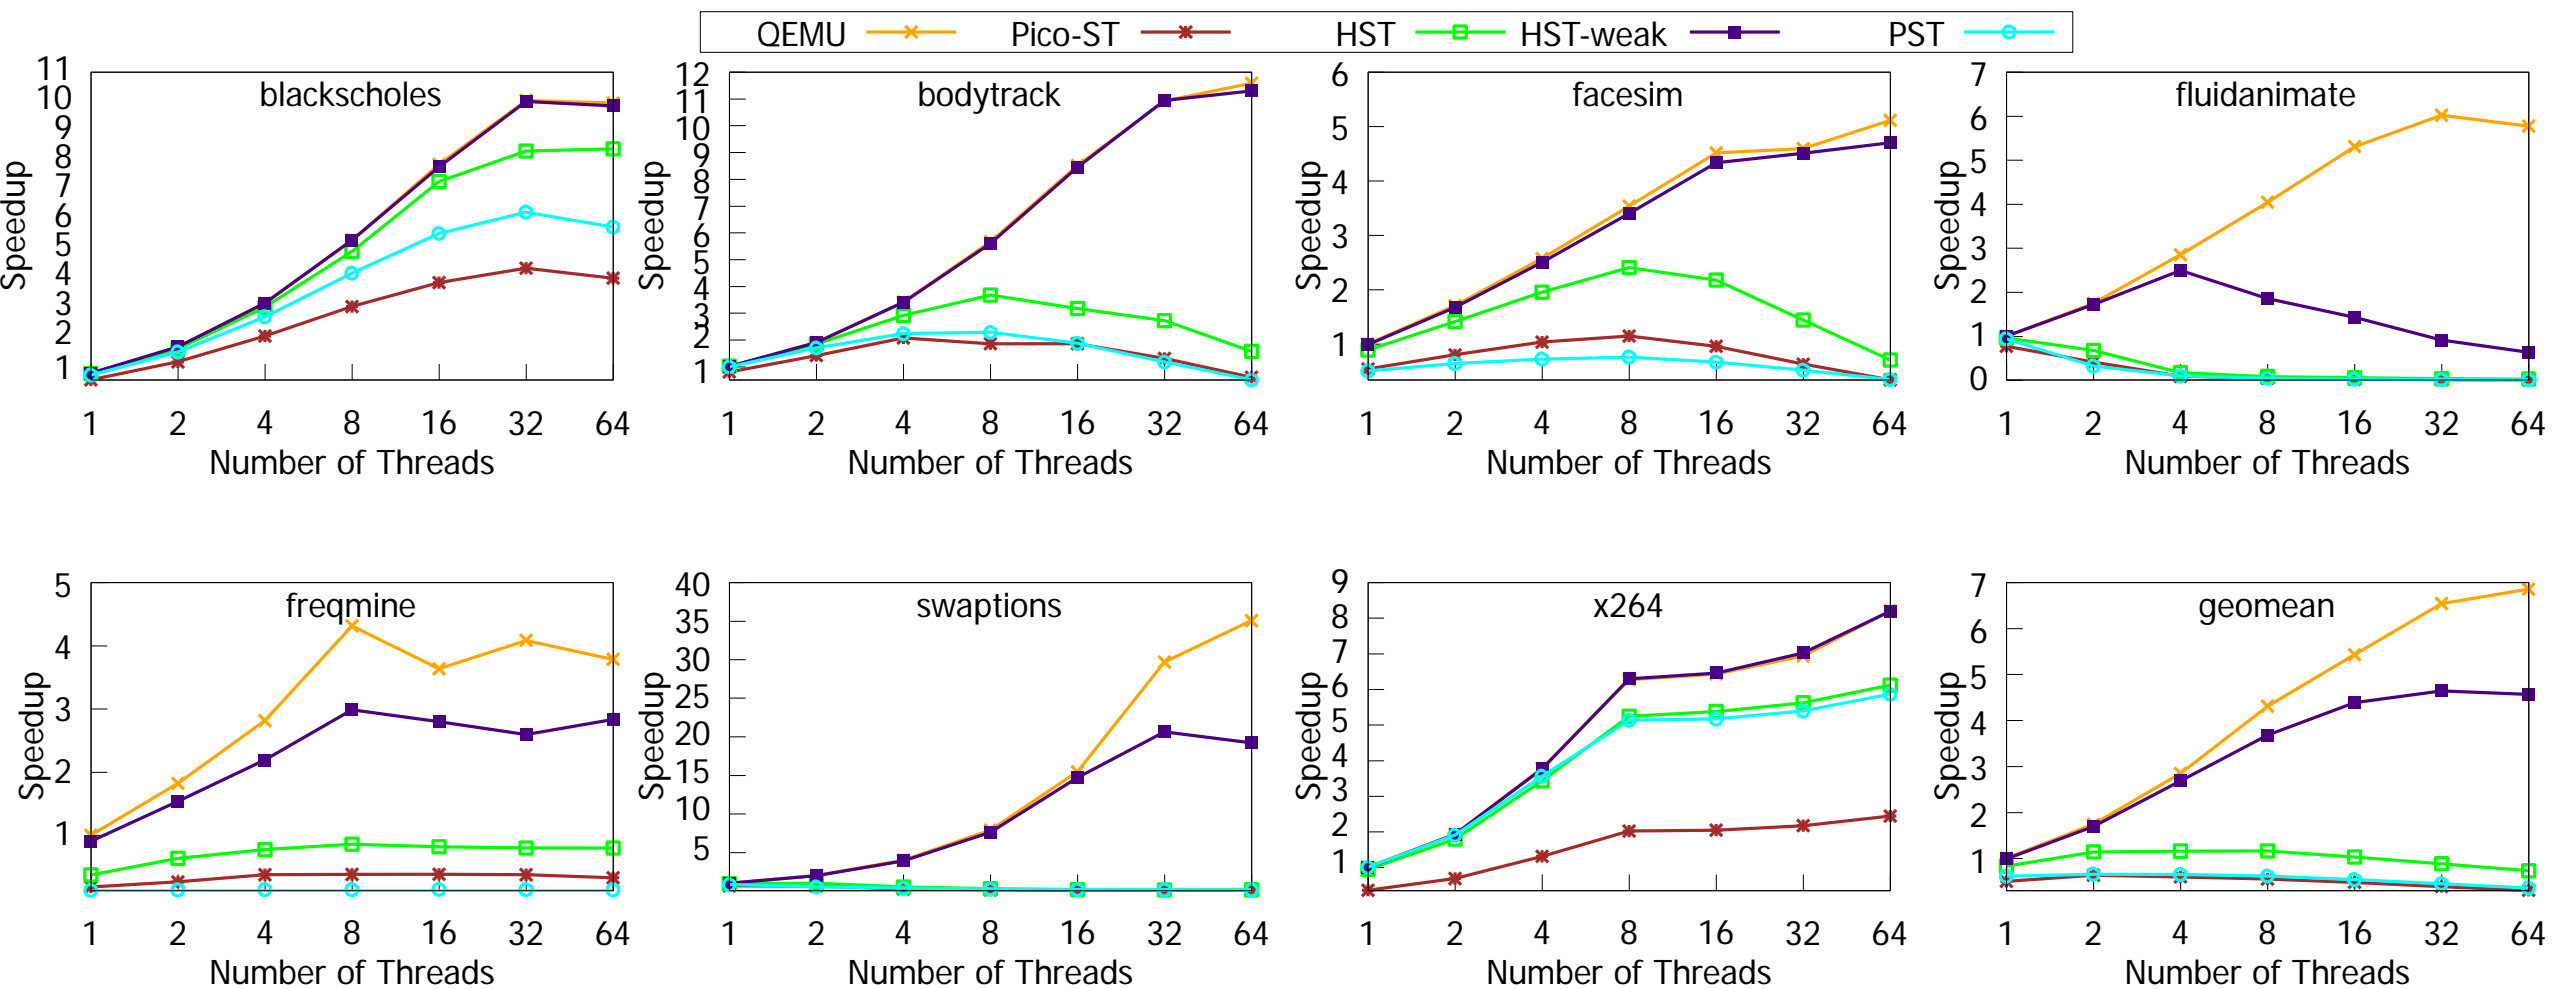 QEMU Pico-ST HST HST-weak PST
blackscholes
Speedup
11
10
9
8
7
6
5
4
3
2
1
1 2 4 8 16 32 64
Number of Threads
bodytrack
Speedup
12
11
10
9
8
7
6
5
4
3
2
1
1 2 4 8 16 32 64
Number of Threads
facesim
Speedup
6
5
4
3
2
1
1 2 4 8 16 32 64
Number of Threads
fluidanimate
Speedup
7
6
5
4
3
2
1
0
1 2 4 8 16 32 64
Number of Threads
freqmine
Speedup
5
4
3
2
1
1 2 4 8 16 32 64
Number of Threads
swaptions
Speedup
40
35
30
25
20
15
10
5
1 2 4 8 16 32 64
Number of Threads
x264
Speedup
9
8
7
6
5
4
3
2
1
1 2 4 8 16 32 64
Number of Threads
geomean
Speedup
7
6
5
4
3
2
1
1 2 4 8 16 32 64
Number of Threads